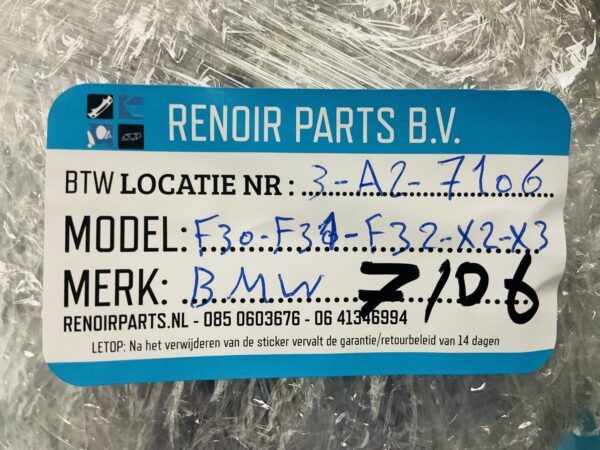 RENOIR PARTS B.V.
BTW LOCATIE NR : 3-A2-7106
MODEL: F30-F31-F32-X2-X3
MERK: BMW 7106
RENOIRPARTS.NL - 085 0603676 - 06 41346994
LETOP: Na het verwijderen van de sticker vervalt de garantie/retourbeleid van 14 dagen